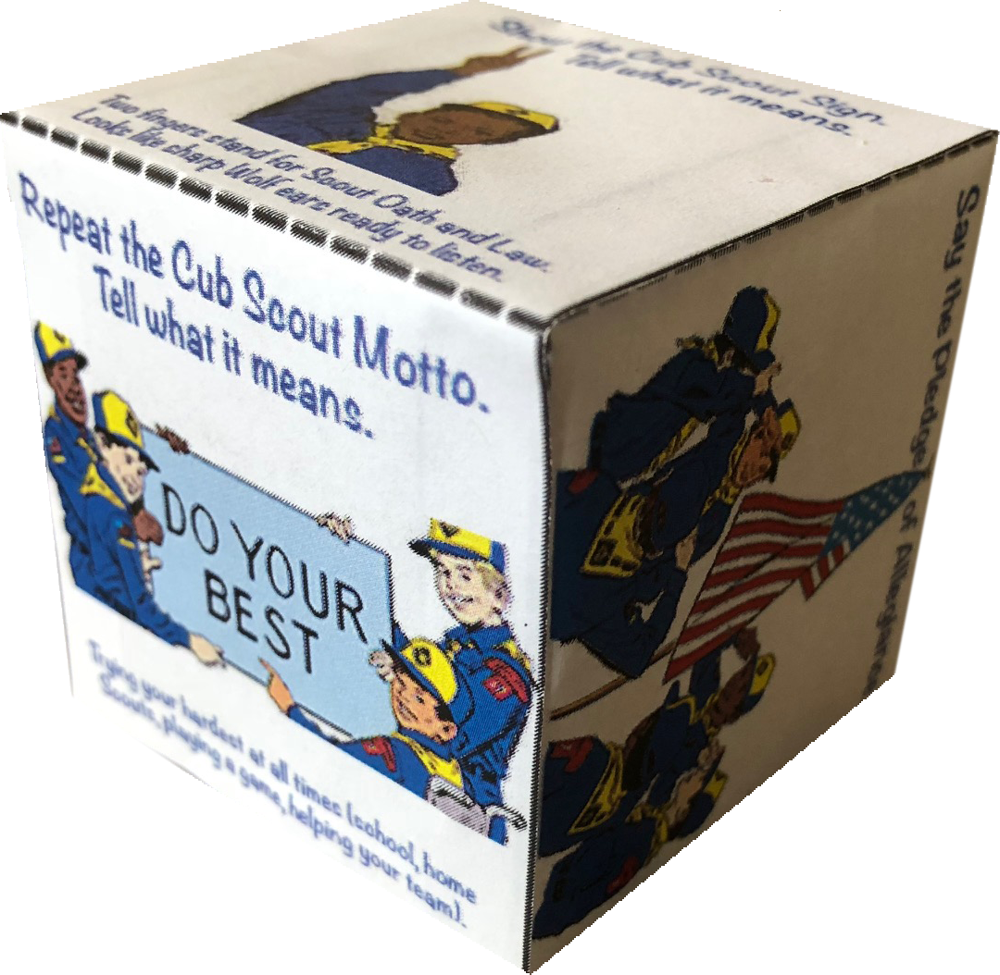 Show the Cub Scout Sign.
Tell what it means.
Two fingers stand for Scout Oath and Law.
Looks like sharp Wolf ears ready to listen.
Repeat the Cub Scout Motto.
Tell what it means.
DO YOUR
BEST
Trying your hardest at all times (school, home
Scouts, playing a game, helping your team).
Say the Pledge of Allegiance